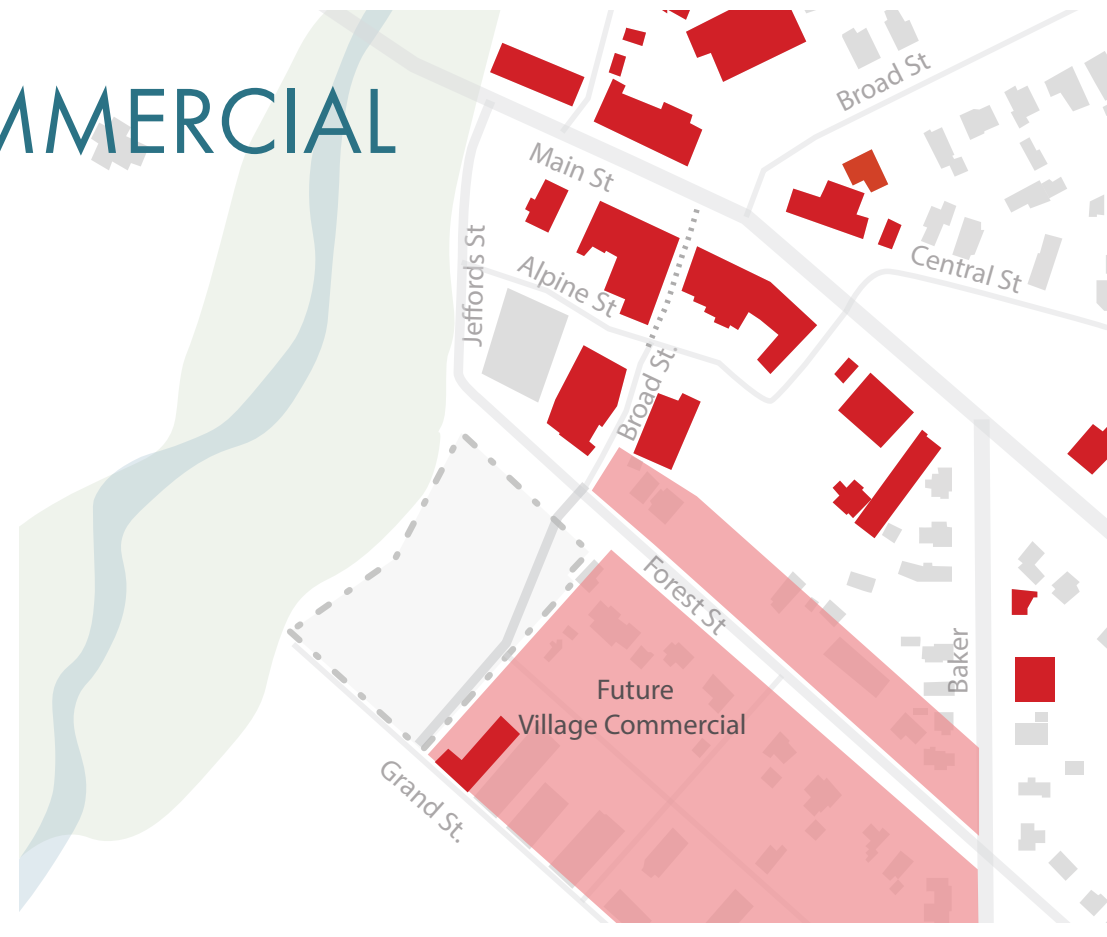 MMERCIAL
Broad St
Main St
Jeffords St
Alpine St
Central St
Broad St.
Forest St
Baker
Future
Village Commercial
Grand St.